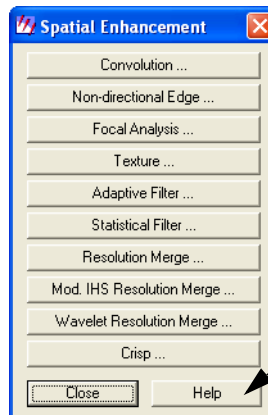 Spatial Enhancement
Convolution ...
Non-directional Edge ...
Focal Analysis ...
Texture ...
Adaptive Filter ...
Statistical Filter ...
Resolution Merge ...
Mod. IHS Resolution Merge ...
Wavelet Resolution Merge ...
Crisp ...
Close Help